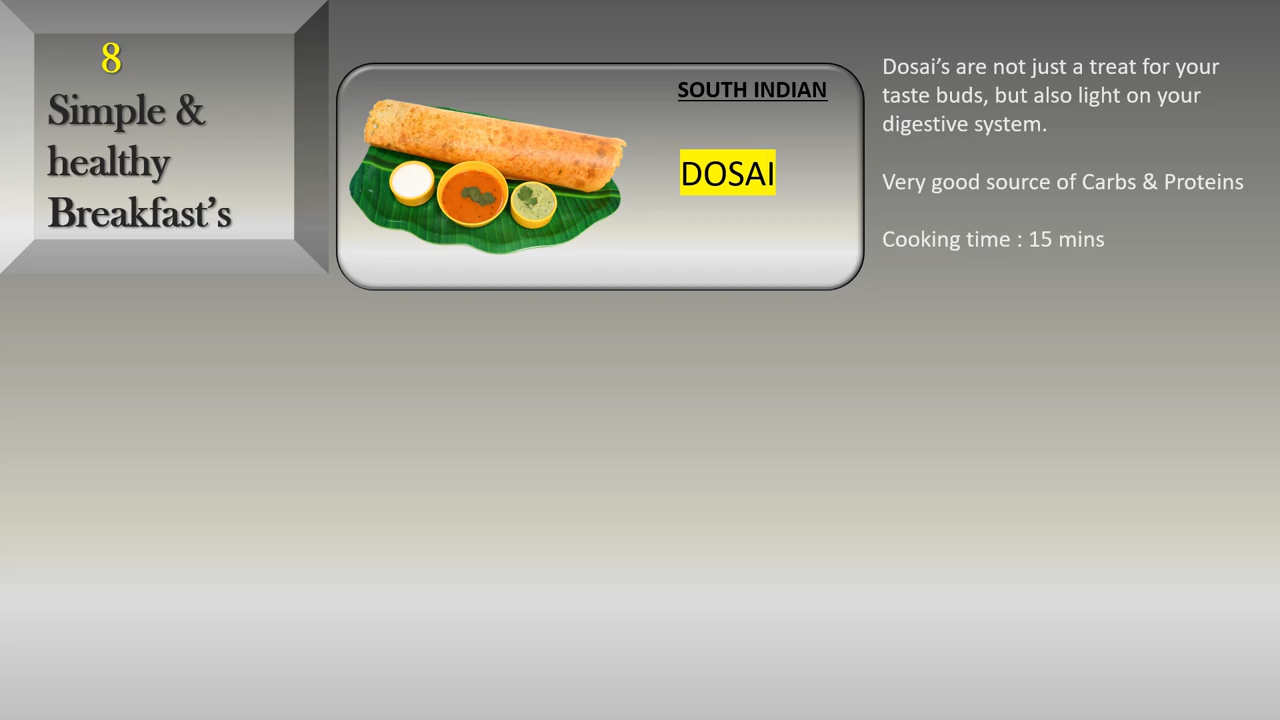 8
Simple &
healthy
Breakfast’s
SOUTH INDIAN
DOSAI
Dosai’s are not just a treat for your
taste buds, but also light on your
digestive system.
Very good source of Carbs & Proteins
Cooking time : 15 mins